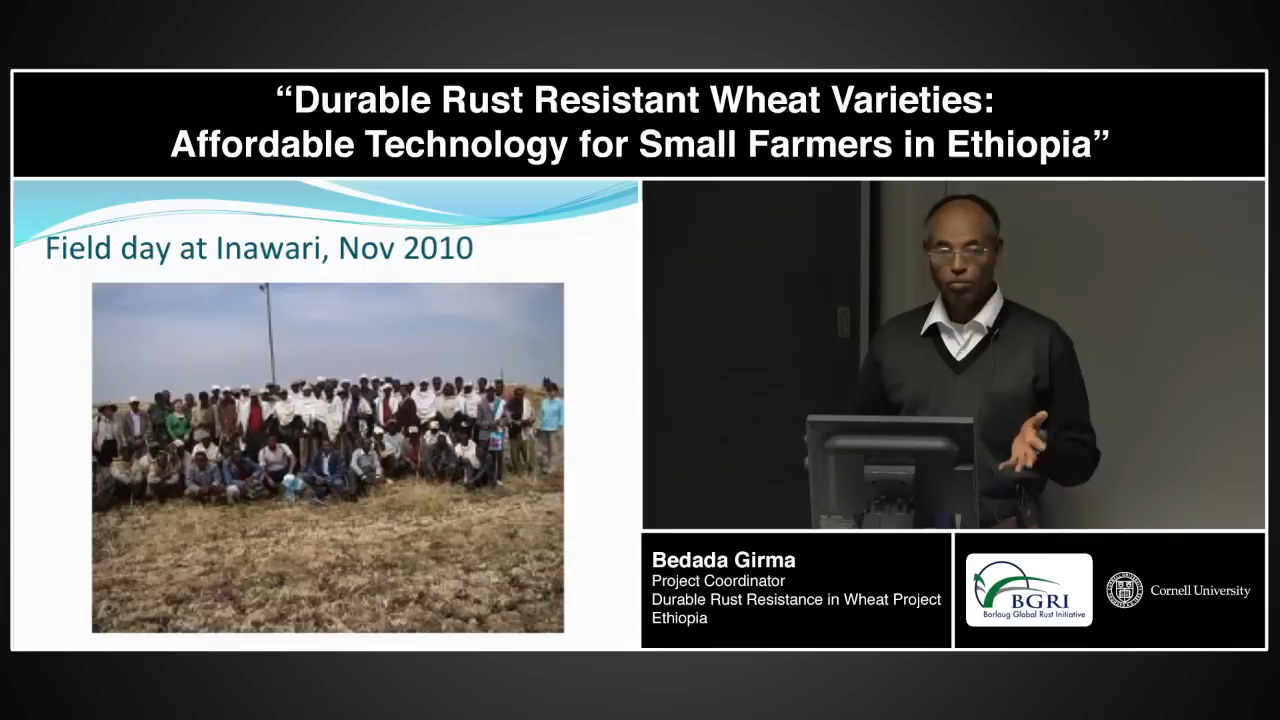 “Durable Rust Resistant Wheat Varieties:
Affordable Technology for Small Farmers in Ethiopia”
Field day at Inawari, Nov 2010
Bedada Girma
Project Coordinator
Durable Rust Resistance in Wheat Project
Ethiopia
BGRI
Borlaug Global Rust Initiative
Cornell University